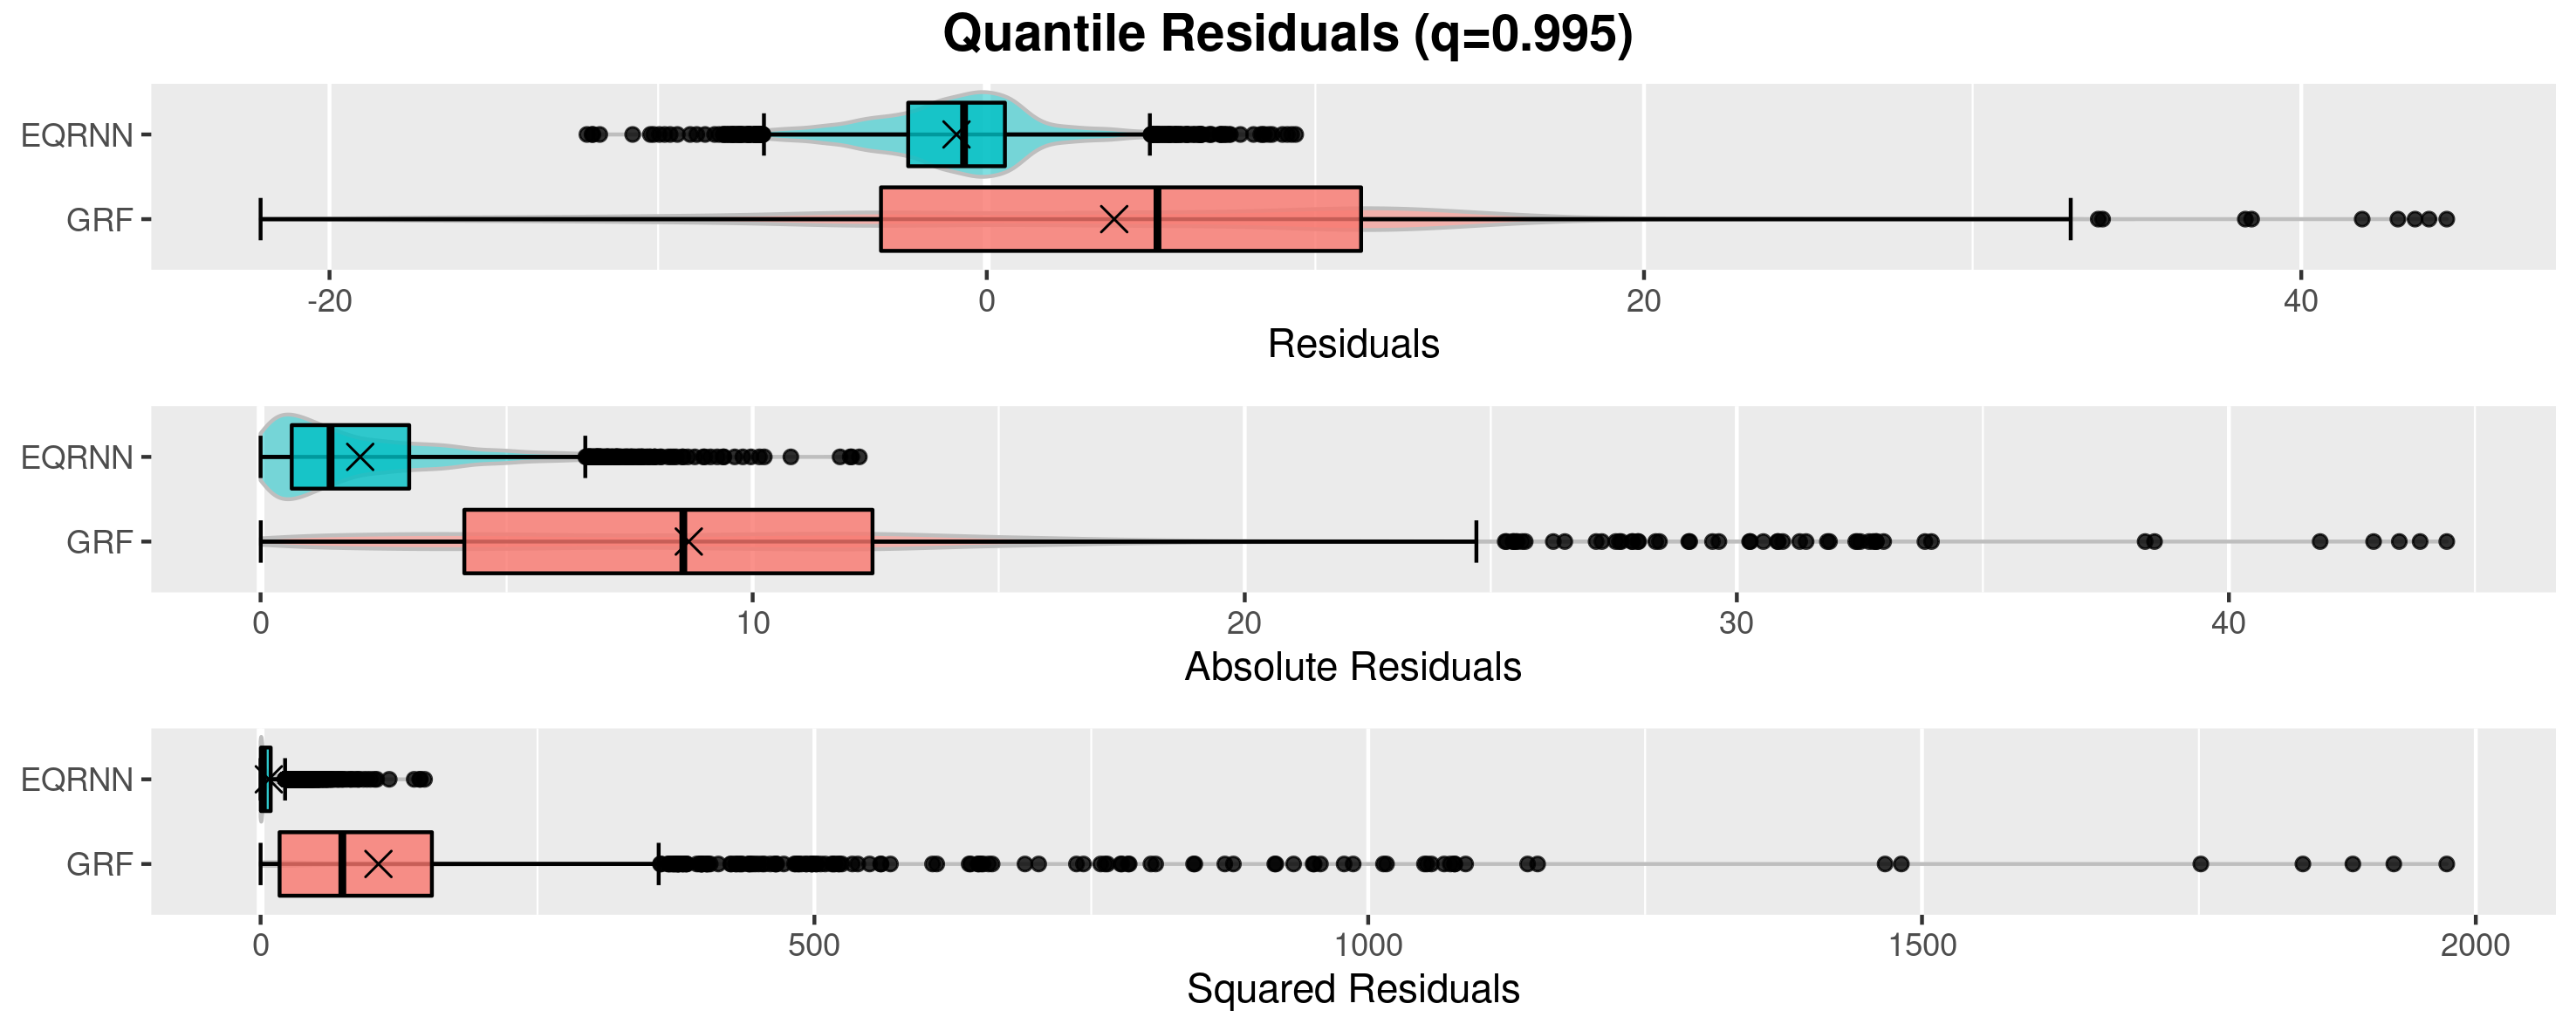 Quantile Residuals (q=0.995)
EQRNN
GRF
-20 0 20 40
Residuals
EQRNN
GRF
0 10 20 30 40
Absolute Residuals
EQRNN
GRF
0 500 1000 1500 2000
Squared Residuals